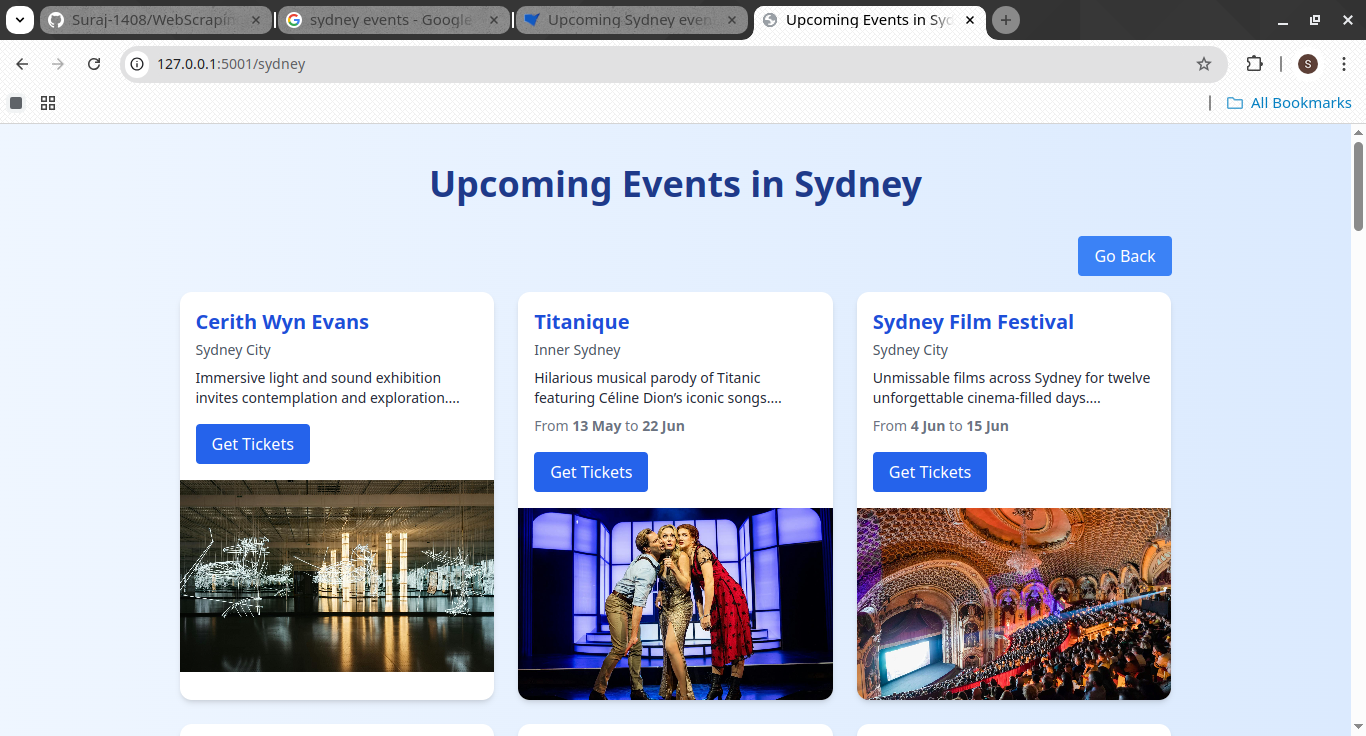 Suraj-1408/WebScraping
sydney events - Google
Upcoming Sydney event
Upcoming Events in Syd
127.0.0.1:5001/sydney
S
All Bookmarks
Upcoming Events in Sydney
Go Back
Cerith Wyn Evans
Sydney City
Immersive light and sound exhibition
invites contemplation and exploration....
Get Tickets
Titanique
Inner Sydney
Hilarious musical parody of Titanic
featuring Céline Dion’s iconic songs....
From 13 May to 22 Jun
Get Tickets
Sydney Film Festival
Sydney City
Unmissable films across Sydney for twelve
unforgettable cinema-filled days....
From 4 Jun to 15 Jun
Get Tickets